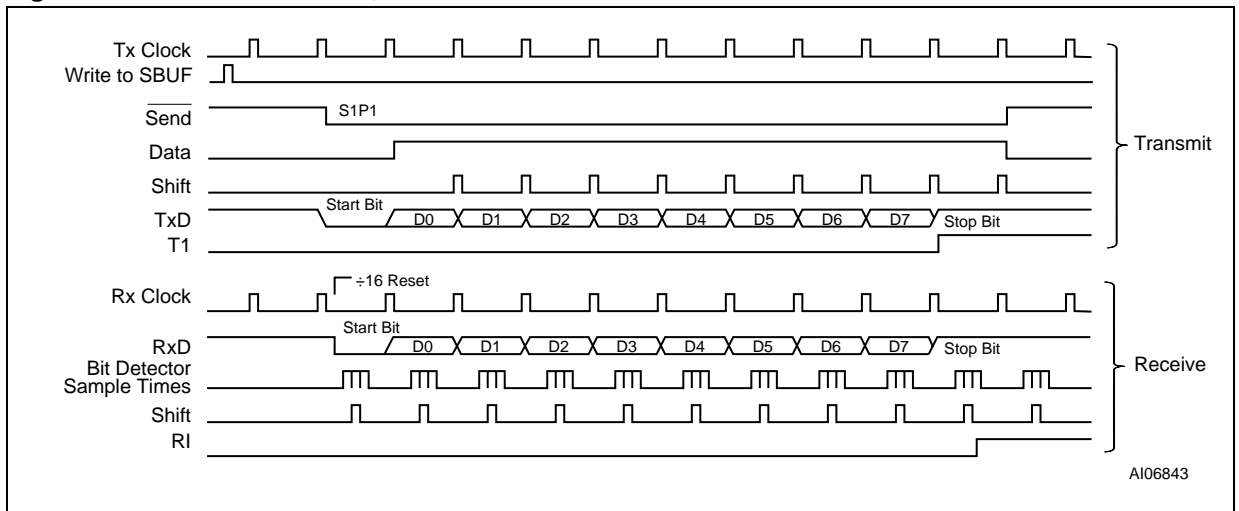 Tx Clock
Write to SBUF
Send
S1P1
Data
Transmit
Shift
Start Bit
TxD
D0 D1 D2 D3 D4 D5 D6 D7
Stop Bit
T1
÷16 Reset
Rx Clock
Start Bit
RxD
D0 D1 D2 D3 D4 D5 D6 D7
Stop Bit
Bit Detector
Sample Times
Receive
Shift
RI
AI06843